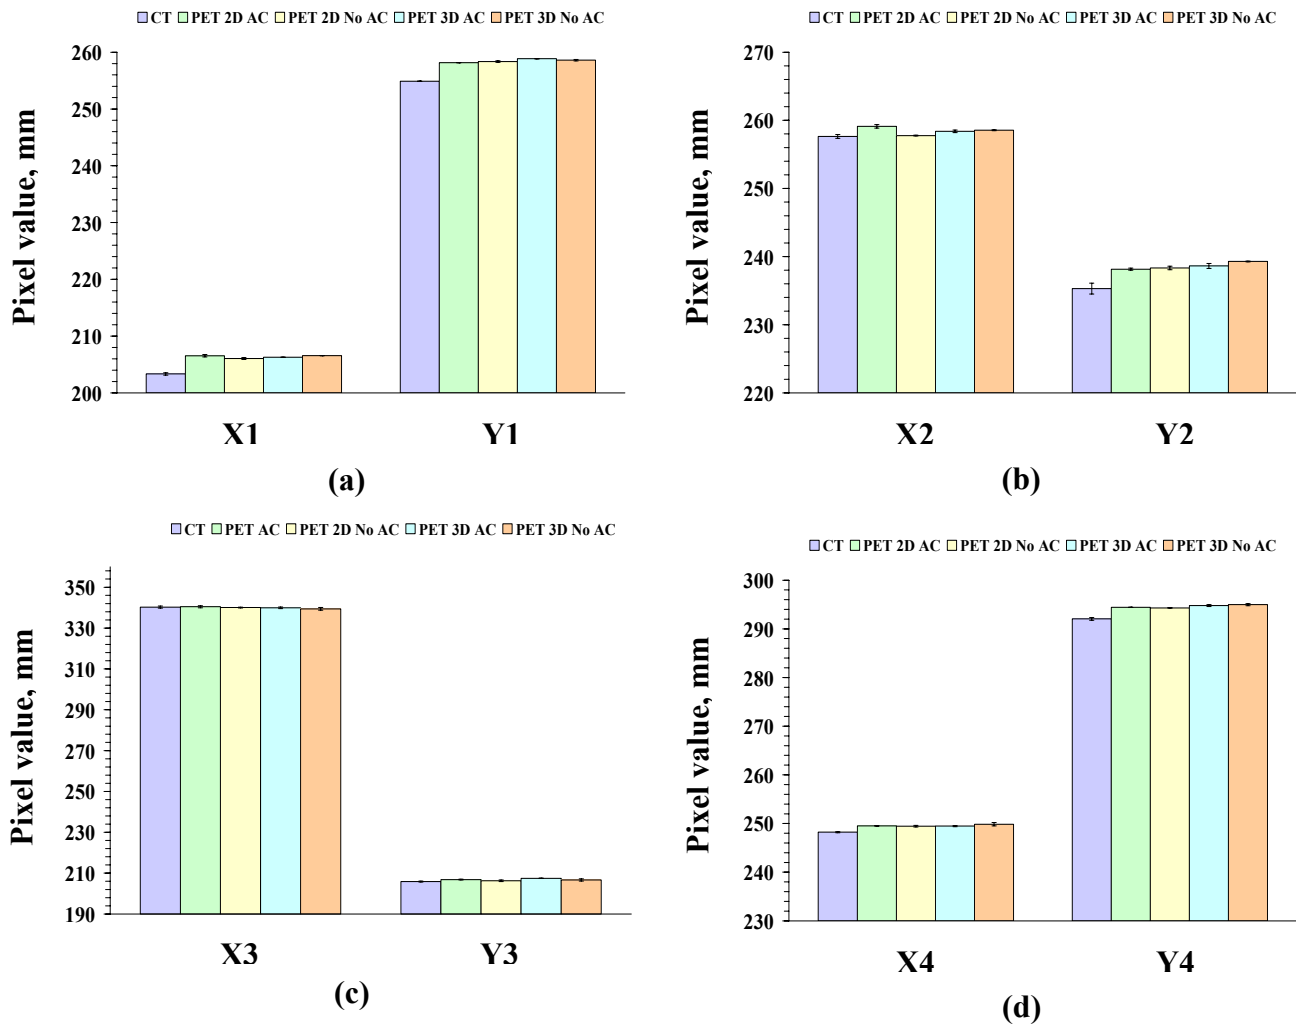 CT PET 2D AC PET 2D No AC PET 3D AC PET 3D No AC
Pixel value, mm
260
250
240
230
220
210
200
X1 Y1
(a)
CT PET 2D AC PET 2D No AC PET 3D AC PET 3D No AC
Pixel value, mm
270
260
250
240
230
220
X2 Y2
(b)
CT PET AC PET 2D No AC PET 3D AC PET 3D No AC
Pixel value, mm
350
330
310
290
270
250
230
210
190
X3 Y3
(c)
CT PET 2D AC PET 2D No AC PET 3D AC PET 3D No AC
Pixel value, mm
300
290
280
270
260
250
240
230
X4 Y4
(d)